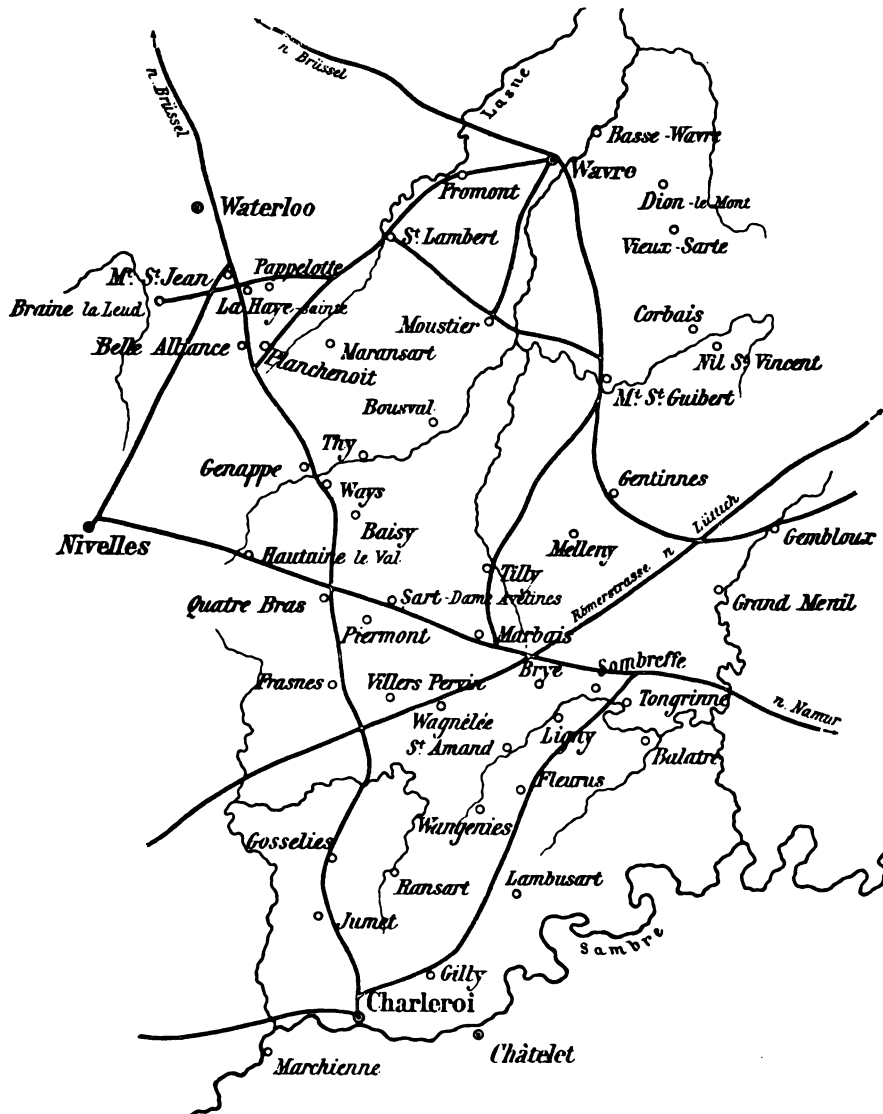 n. Brüssel
n Brüssel
Lasne
Basse-Wavre
Wavre
Promont
Dion-le Mont
Waterloo
St. Lambert
Vieux-Sarte
Mt. St. Jean
Pappelotte
Braine la Leud
La Haye-sainte
Moustier
Corbais
Belle Alliance
Planchenoit
Maransart
Nil St. Vincent
Mt. St. Guibert
Bousval
Thy
Genappe
Ways
Gentinnes
Baisy
Nivelles
Hautaine le Val
Melleny
Römerstrasse n Lüttich
Gembloux
Tilly
Quatre Bras
Sart-Dame Avelines
Grand Menil
Piermont
Marbais
Frasnes
Villers Pervin
Brye
Sombreffe
Tongrinne
n. Namur
Wagnélée
St. Amand
Ligny
Balatre
Fleurus
Wangenies
Gosselies
Ransart
Lambusart
Jumet
Sambre
Gilly
Charleroi
Châtelet
Marchienne